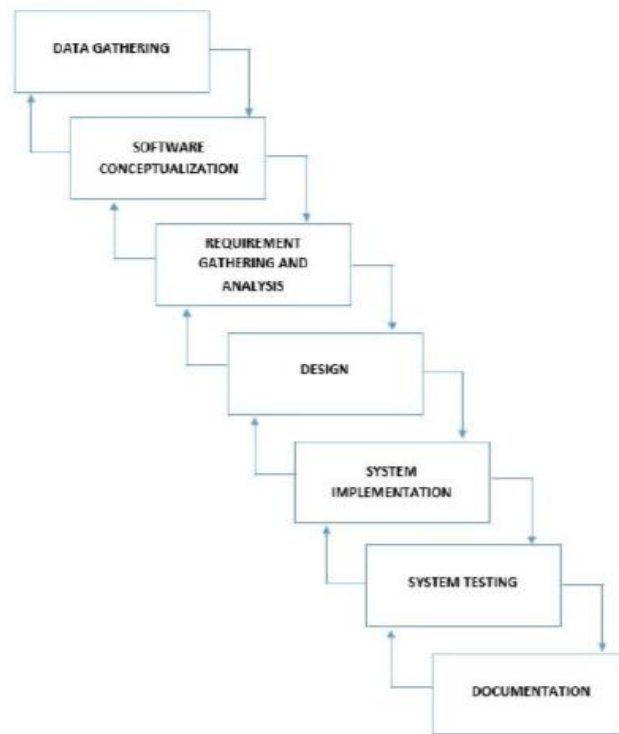 DATA GATHERING
SOFTWARE
CONCEPTUALIZATION
REQUIREMENT
GATHERING AND
ANALYSIS
DESIGN
SYSTEM
IMPLEMENTATION
SYSTEM TESTING
DOCUMENTATION